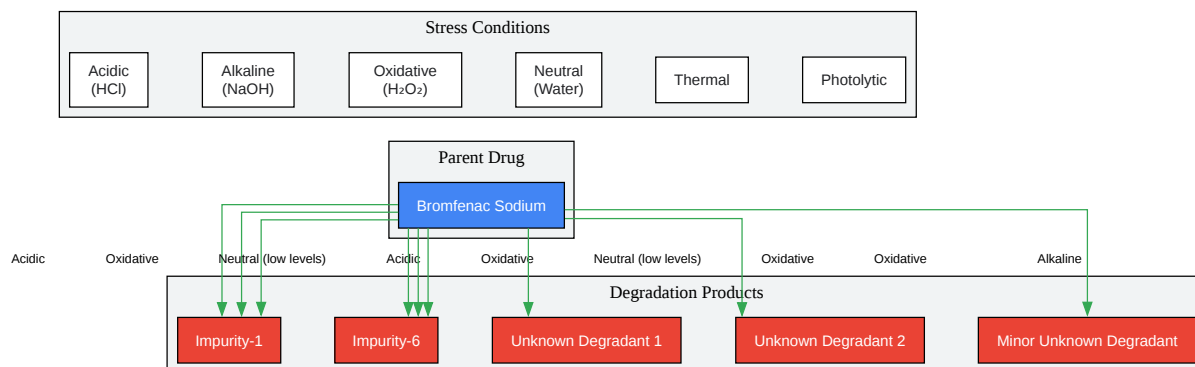 Stress Conditions
Acidic
(HCl)
Alkaline
(NaOH)
Oxidative
(H₂O₂)
Neutral
(Water)
Thermal
Photolytic
Parent Drug
Bromfenac Sodium
Acidic
Oxidative
Neutral (low levels)
Acidic
Oxidative
Neutral (low levels)
Oxidative
Oxidative
Alkaline
Degradation Products
Impurity-1
Impurity-6
Unknown Degradant 1
Unknown Degradant 2
Minor Unknown Degradant